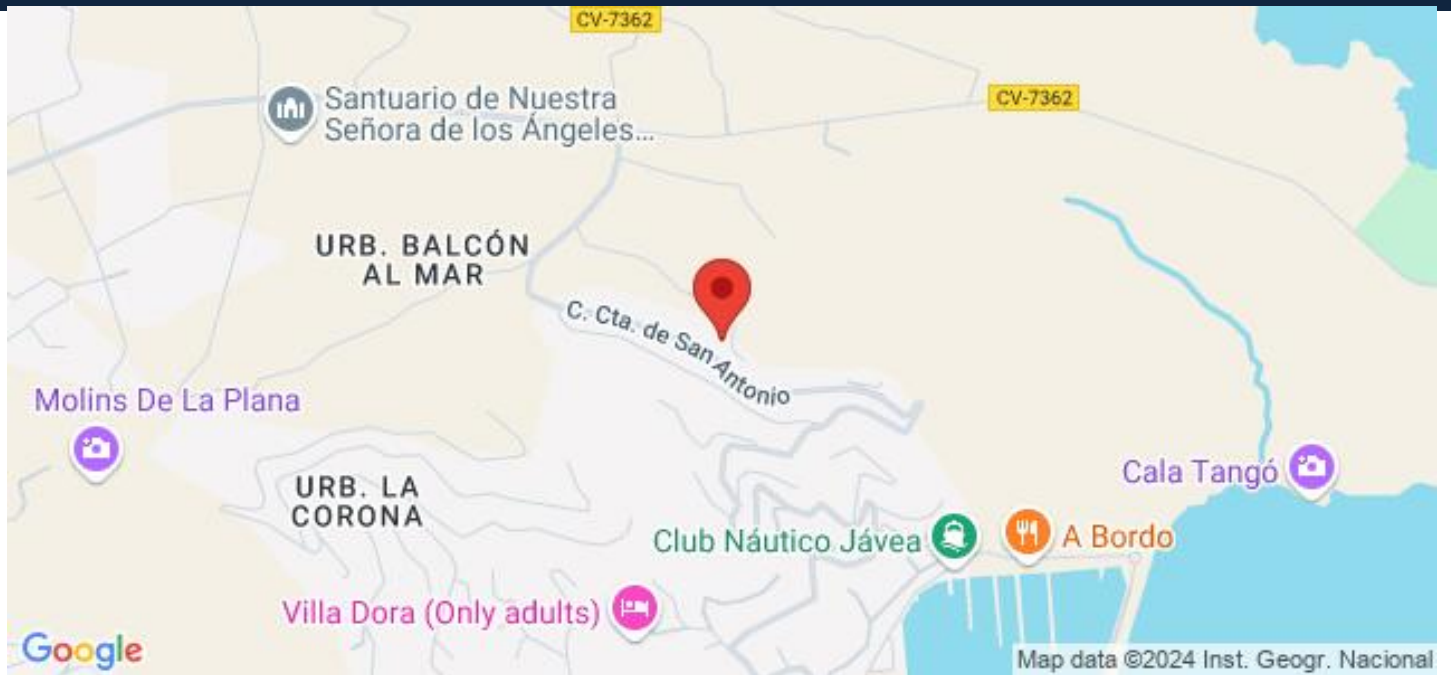 CV-7362
Santuario de Nuestra
Señora de los Ángeles...
CV-7362
URB. BALCÓN
AL MAR
C. Cta. de San Antonio
Molins De La Plana
URB. LA
CORONA
Cala Tangó
Club Náutico Jávea
A Bordo
Villa Dora (Only adults)
Google
Map data ©2024 Inst. Geogr. Nacional